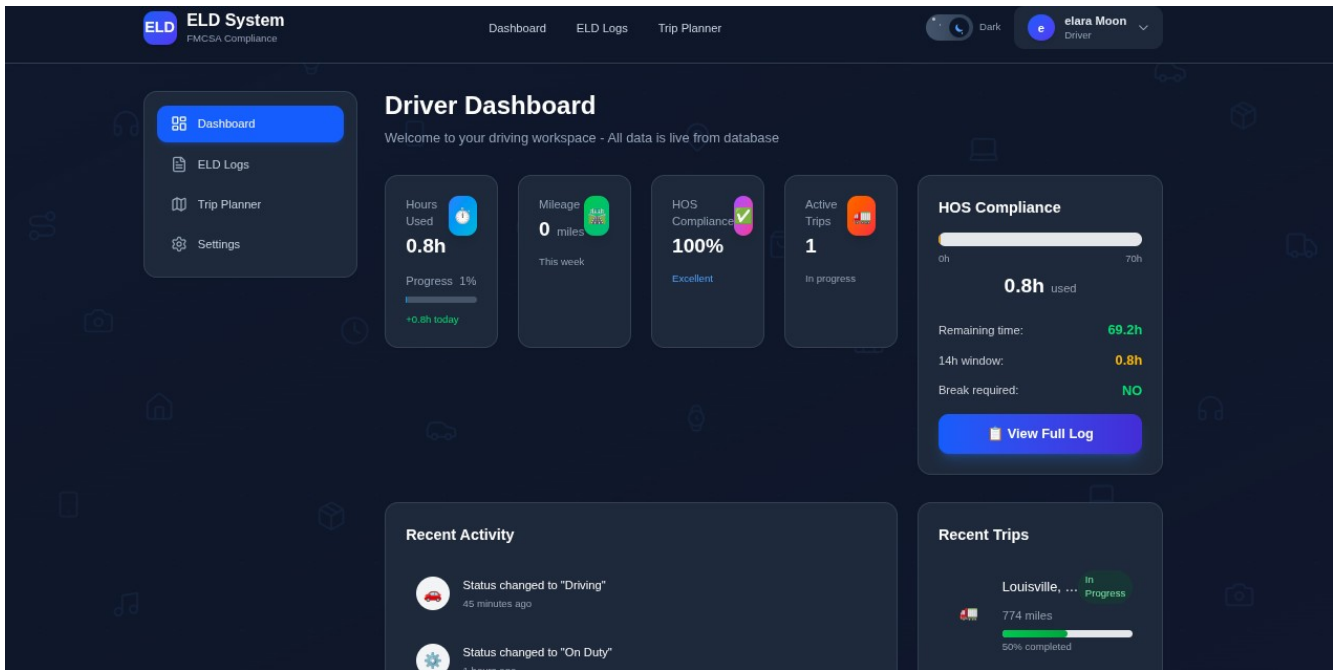 ELD
ELD System
FMCSA Compliance
Dashboard
ELD Logs
Trip Planner
Dark
e
elara Moon
Driver
Dashboard
ELD Logs
Trip Planner
Settings
Driver Dashboard
Welcome to your driving workspace - All data is live from database
Hours
Used
0.8h
Progress 1%
+0.8h today
Mileage
0 miles
This week
HOS
Compliance
100%
Excellent
Active
Trips
1
In progress
HOS Compliance
0h 70h
0.8h used
Remaining time: 69.2h
14h window: 0.8h
Break required: NO
View Full Log
Recent Activity
Status changed to "Driving"
45 minutes ago
Status changed to "On Duty"
Recent Trips
Louisville, ...
In
Progress
774 miles
50% completed